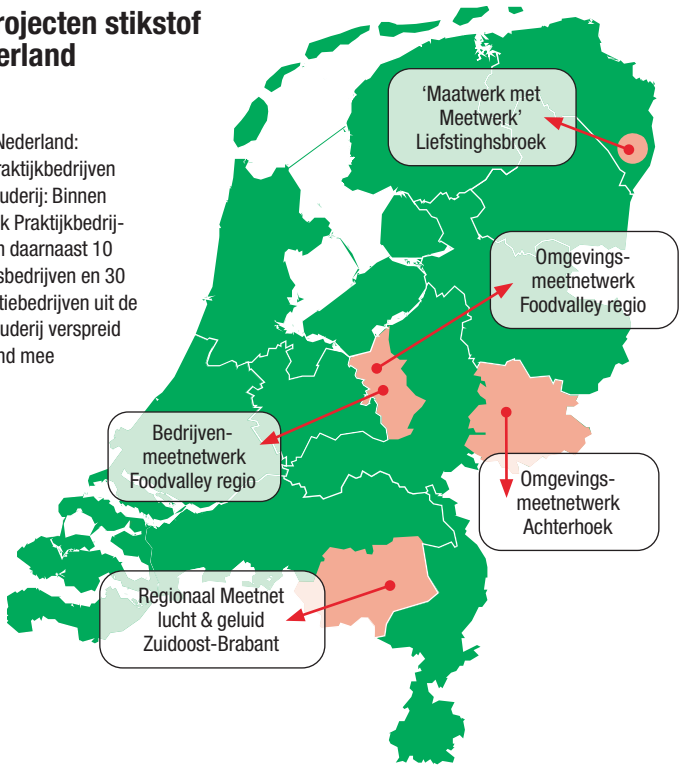 rojecten stikstof
erland
Nederland:
raktijkbedrijven
uderij: Binnen
k Praktijkbedrij-
n daarnaast 10
sbedrijven en 30
tiebedrijven uit de
uderij verspreid
nd mee
‘Maatwerk met
Meetwerk’
Liefstinghsbroek
Omgevings-
meetnetwerk
Foodvalley regio
Bedrijven-
meetnetwerk
Foodvalley regio
Omgevings-
meetnetwerk
Achterhoek
Regionaal Meetnet
lucht & geluid
Zuidoost-Brabant